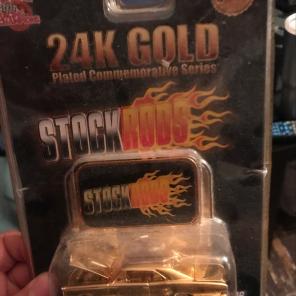 24K GOLD
Plated Commemorative Series
STOCKRODS
STOCKRODS